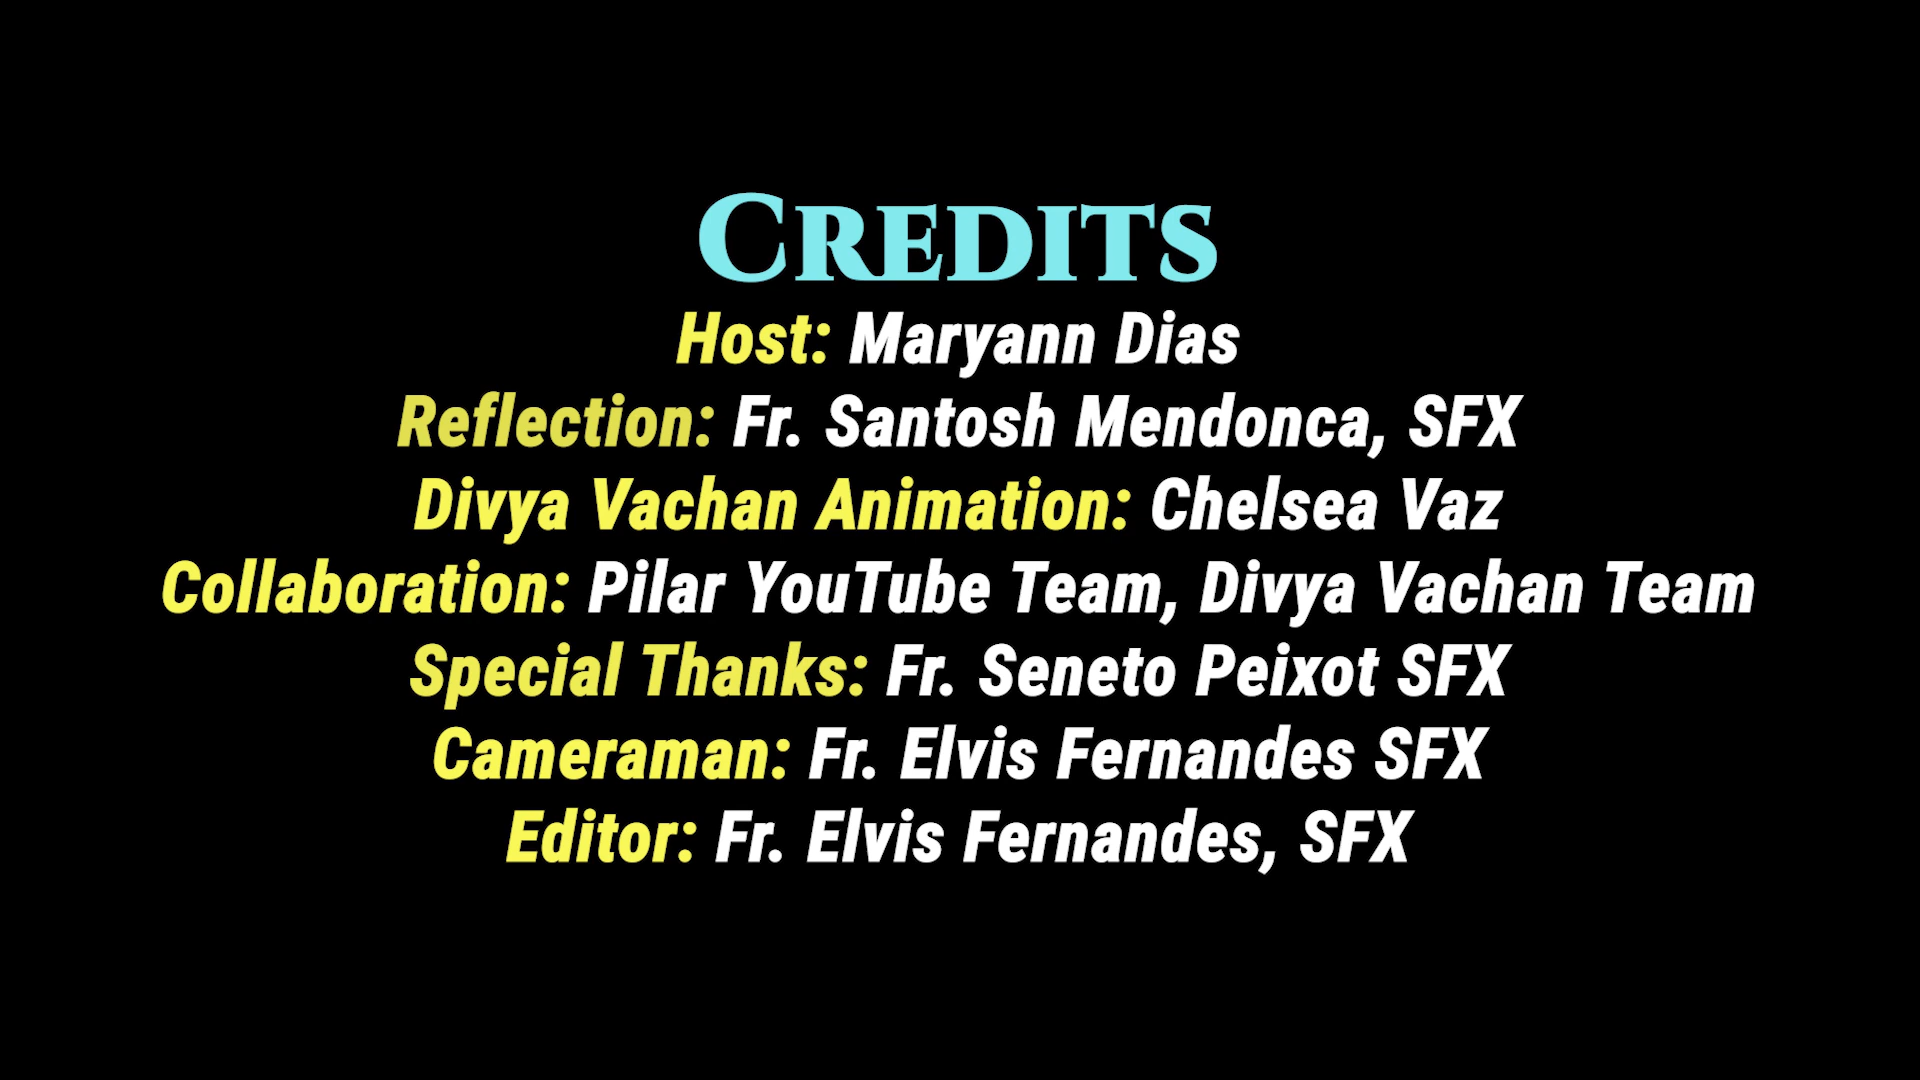 CREDITS
Host: Maryann Dias
Reflection: Fr. Santosh Mendonca, SFX
Divya Vachan Animation: Chelsea Vaz
Collaboration: Pilar YouTube Team, Divya Vachan Team
Special Thanks: Fr. Seneto Peixot SFX
Cameraman: Fr. Elvis Fernandes SFX
Editor: Fr. Elvis Fernandes, SFX